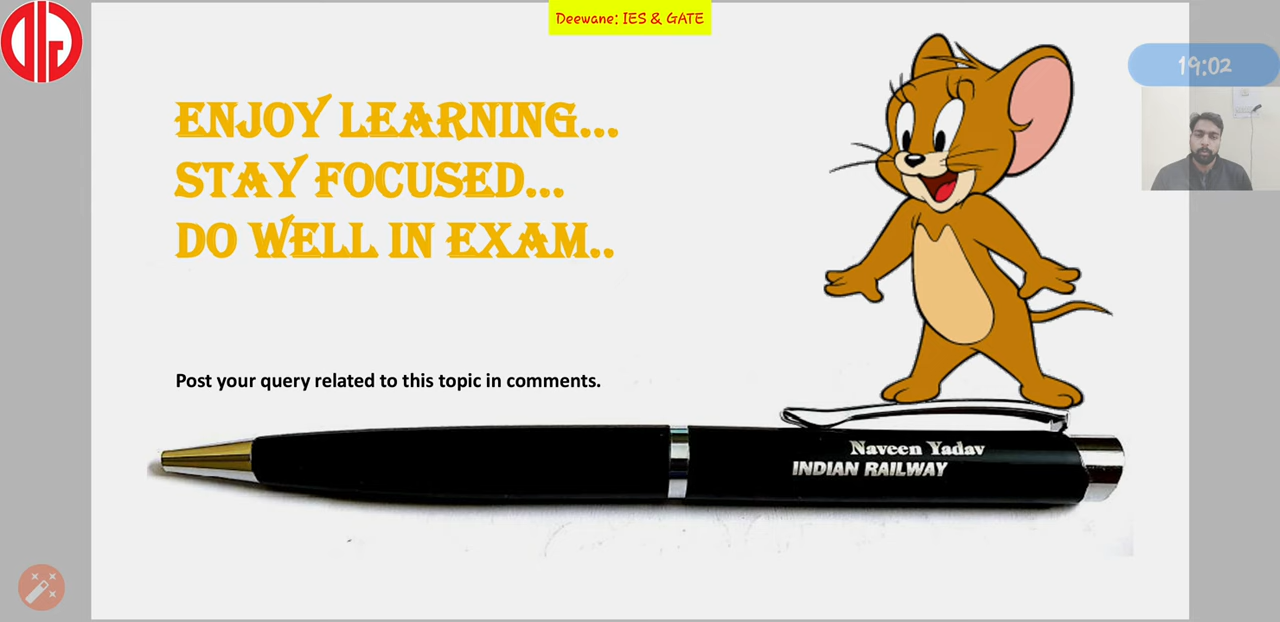 Deewane: IES & GATE
19:02
ENJOY LEARNING...
STAY FOCUSED...
DO WELL IN EXAM..
Post your query related to this topic in comments.
Naveen Yadav
INDIAN RAILWAY